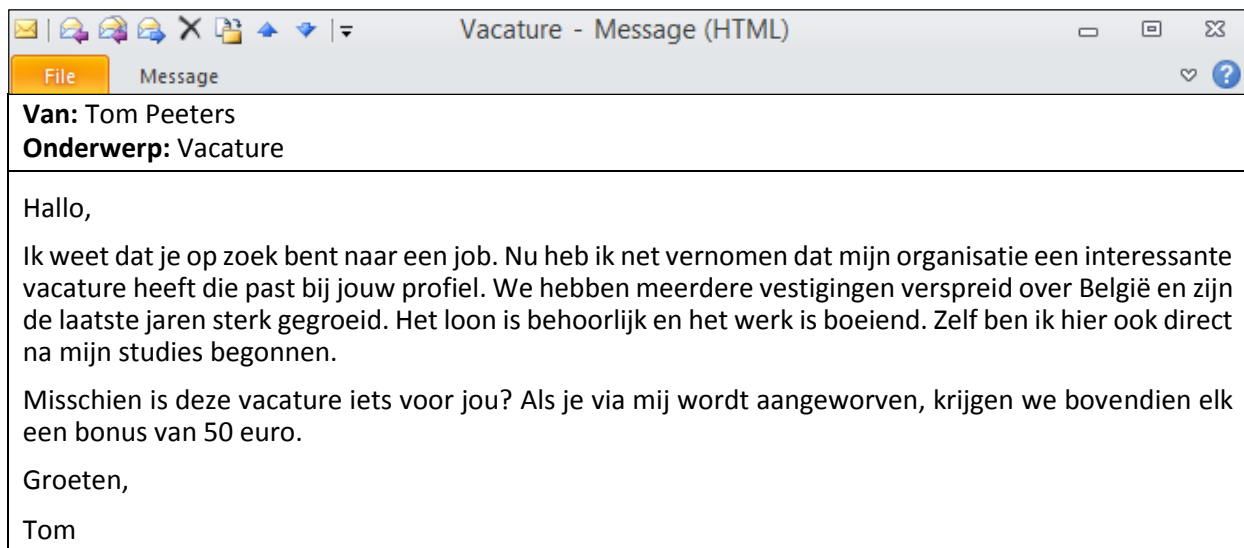 Vacature - Message (HTML)
File Message
Van: Tom Peeters
Onderwerp: Vacature
Hallo,
Ik weet dat je op zoek bent naar een job. Nu heb ik net vernomen dat mijn organisatie een interessante
vacature heeft die past bij jouw profiel. We hebben meerdere vestigingen verspreid over België en zijn
de laatste jaren sterk gegroeid. Het loon is behoorlijk en het werk is boeiend. Zelf ben ik hier ook direct
na mijn studies begonnen.
Misschien is deze vacature iets voor jou? Als je via mij wordt aangeworven, krijgen we bovendien elk
een bonus van 50 euro.
Groeten,
Tom